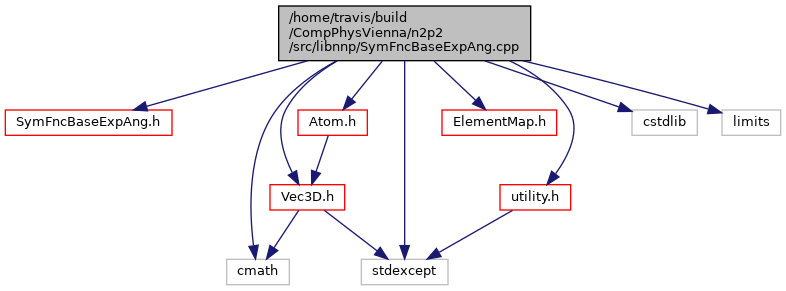 /home/travis/build
/CompPhysVienna/n2p2
/src/libnnp/SymFncBaseExpAng.cpp
SymFncBaseExpAng.h
Atom.h
ElementMap.h
cstdlib
limits
Vec3D.h
utility.h
cmath
stdexcept